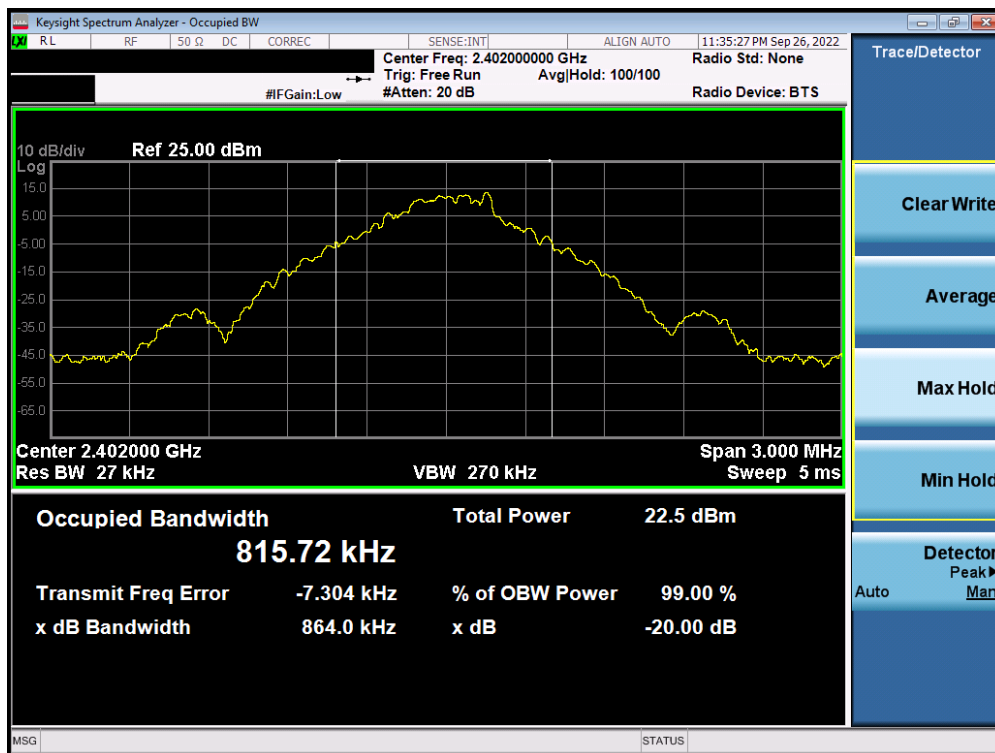 Keysight Spectrum Analyzer - Occupied BW
LXI RL RF 50 Ω DC CORREC SENSE:INT ALIGN AUTO 11:35:27 PM Sep 26, 2022
Center Freq: 2.402000000 GHz Radio Std: None
Trig: Free Run Avg|Hold: 100/100
#IFGain:Low #Atten: 20 dB Radio Device: BTS
Trace/Detector
10 dB/div Ref 25.00 dBm
Log
15.0
5.00
-5.00
-15.0
-25.0
-35.0
-45.0
-55.0
-65.0
Center 2.402000 GHz Span 3.000 MHz
Res BW 27 kHz VBW 270 kHz Sweep 5 ms
Occupied Bandwidth Total Power 22.5 dBm
815.72 kHz
Transmit Freq Error -7.304 kHz % of OBW Power 99.00 %
x dB Bandwidth 864.0 kHz x dB -20.00 dB
Clear Write
Average
Max Hold
Min Hold
Detector
Peak▶
Auto Man
MSG STATUS